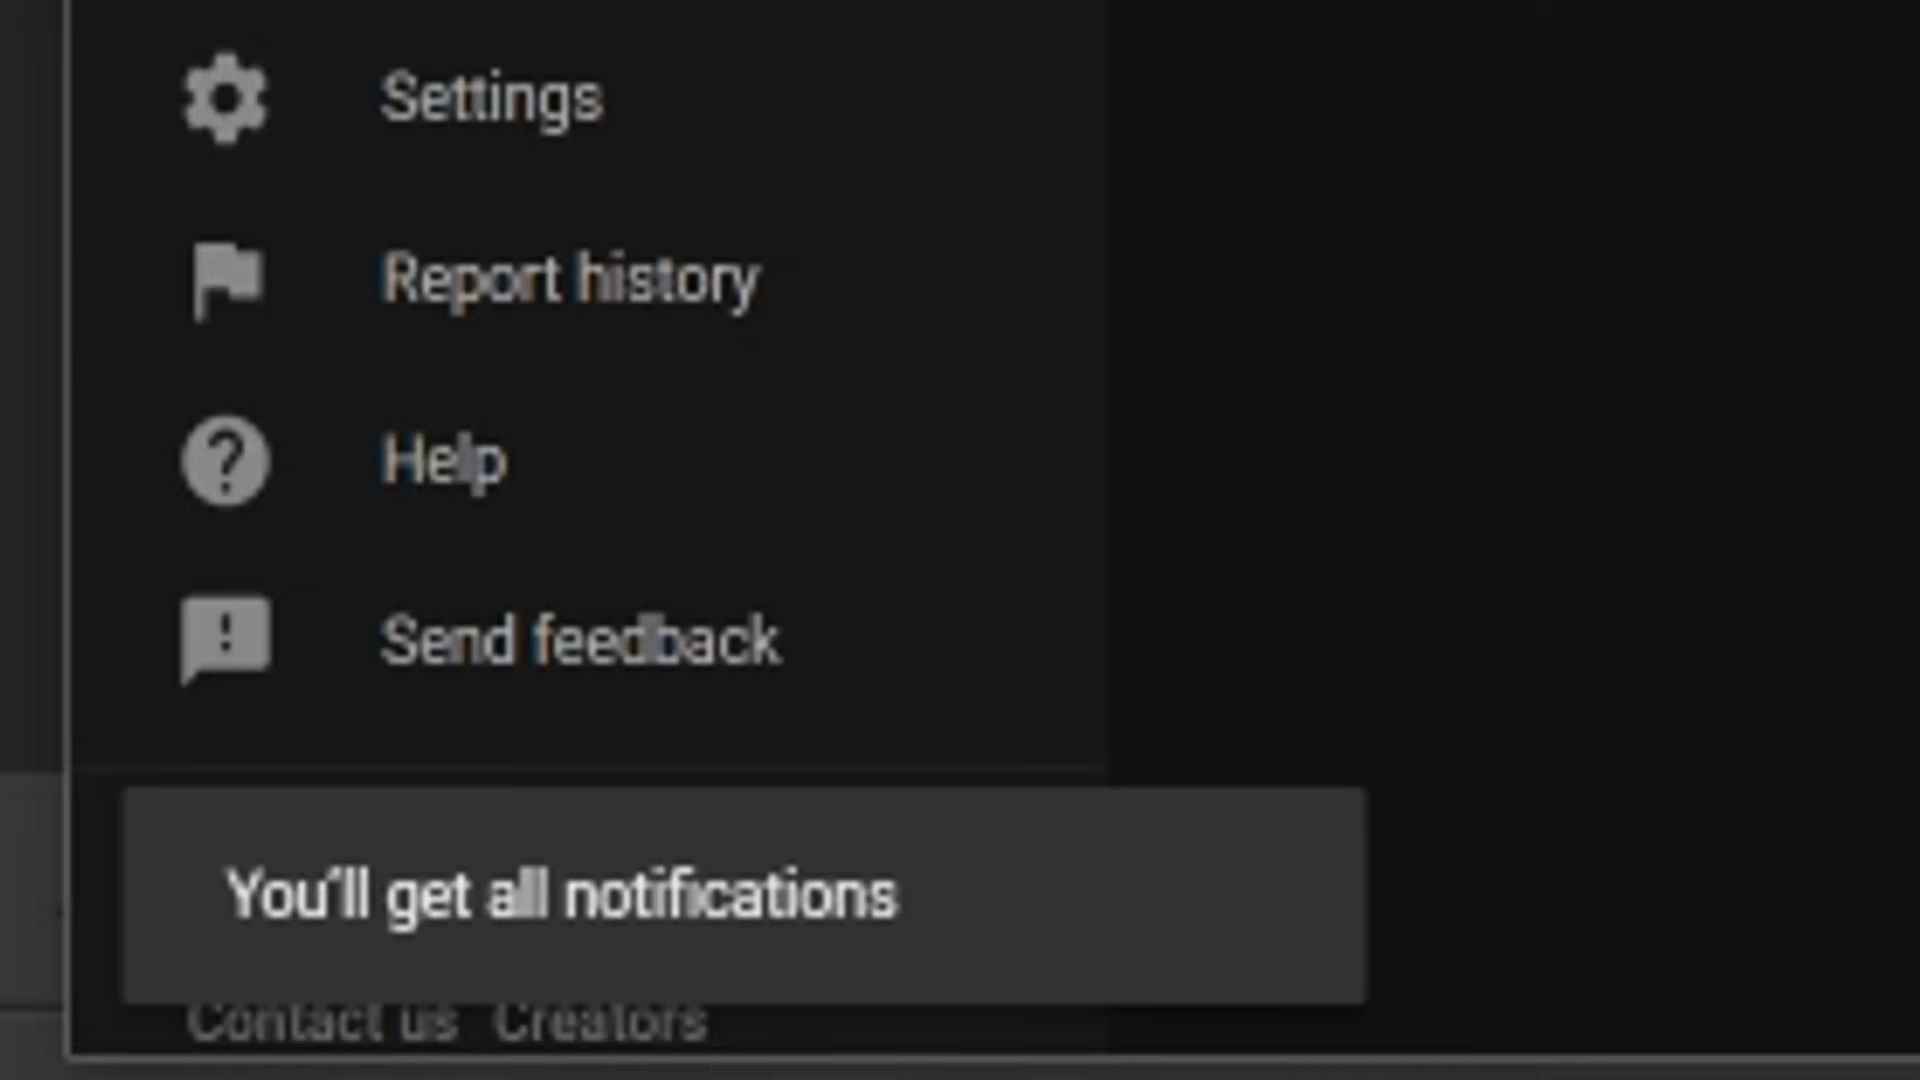 Settings
Report history
Help
Send feedback
You'll get all notifications
Contact us Creators